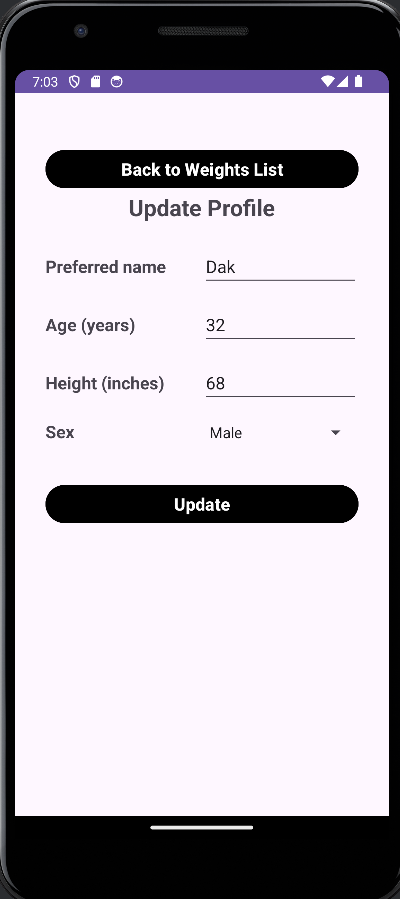 7:03
Back to Weights List
Update Profile
Preferred name Dak
Age (years) 32
Height (inches) 68
Sex Male
Update